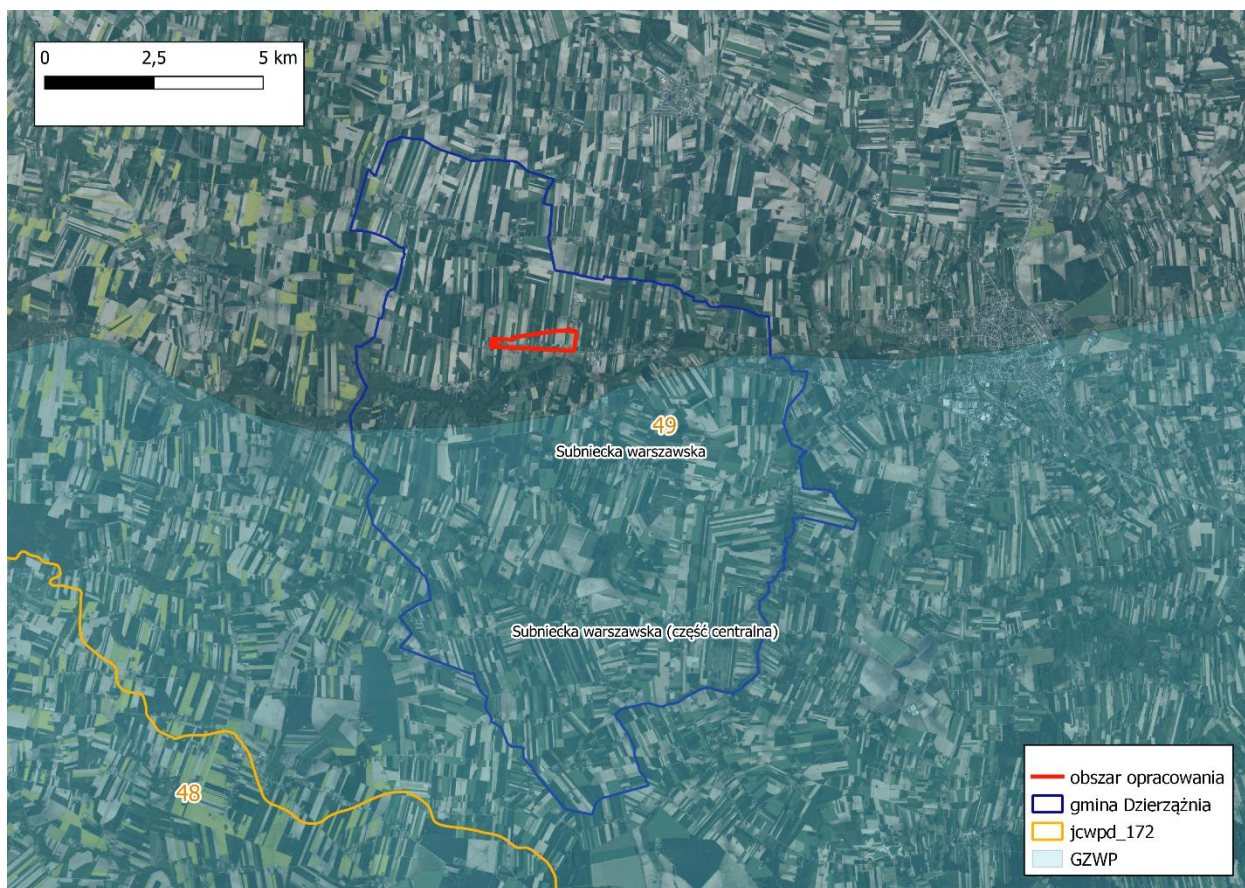 0 2,5 5 km
49
Subniecka warszawska
Subniecka warszawska (część centralna)
48
obszar opracowania
gmina Dzierzążnia
jcwpd_172
GZWP